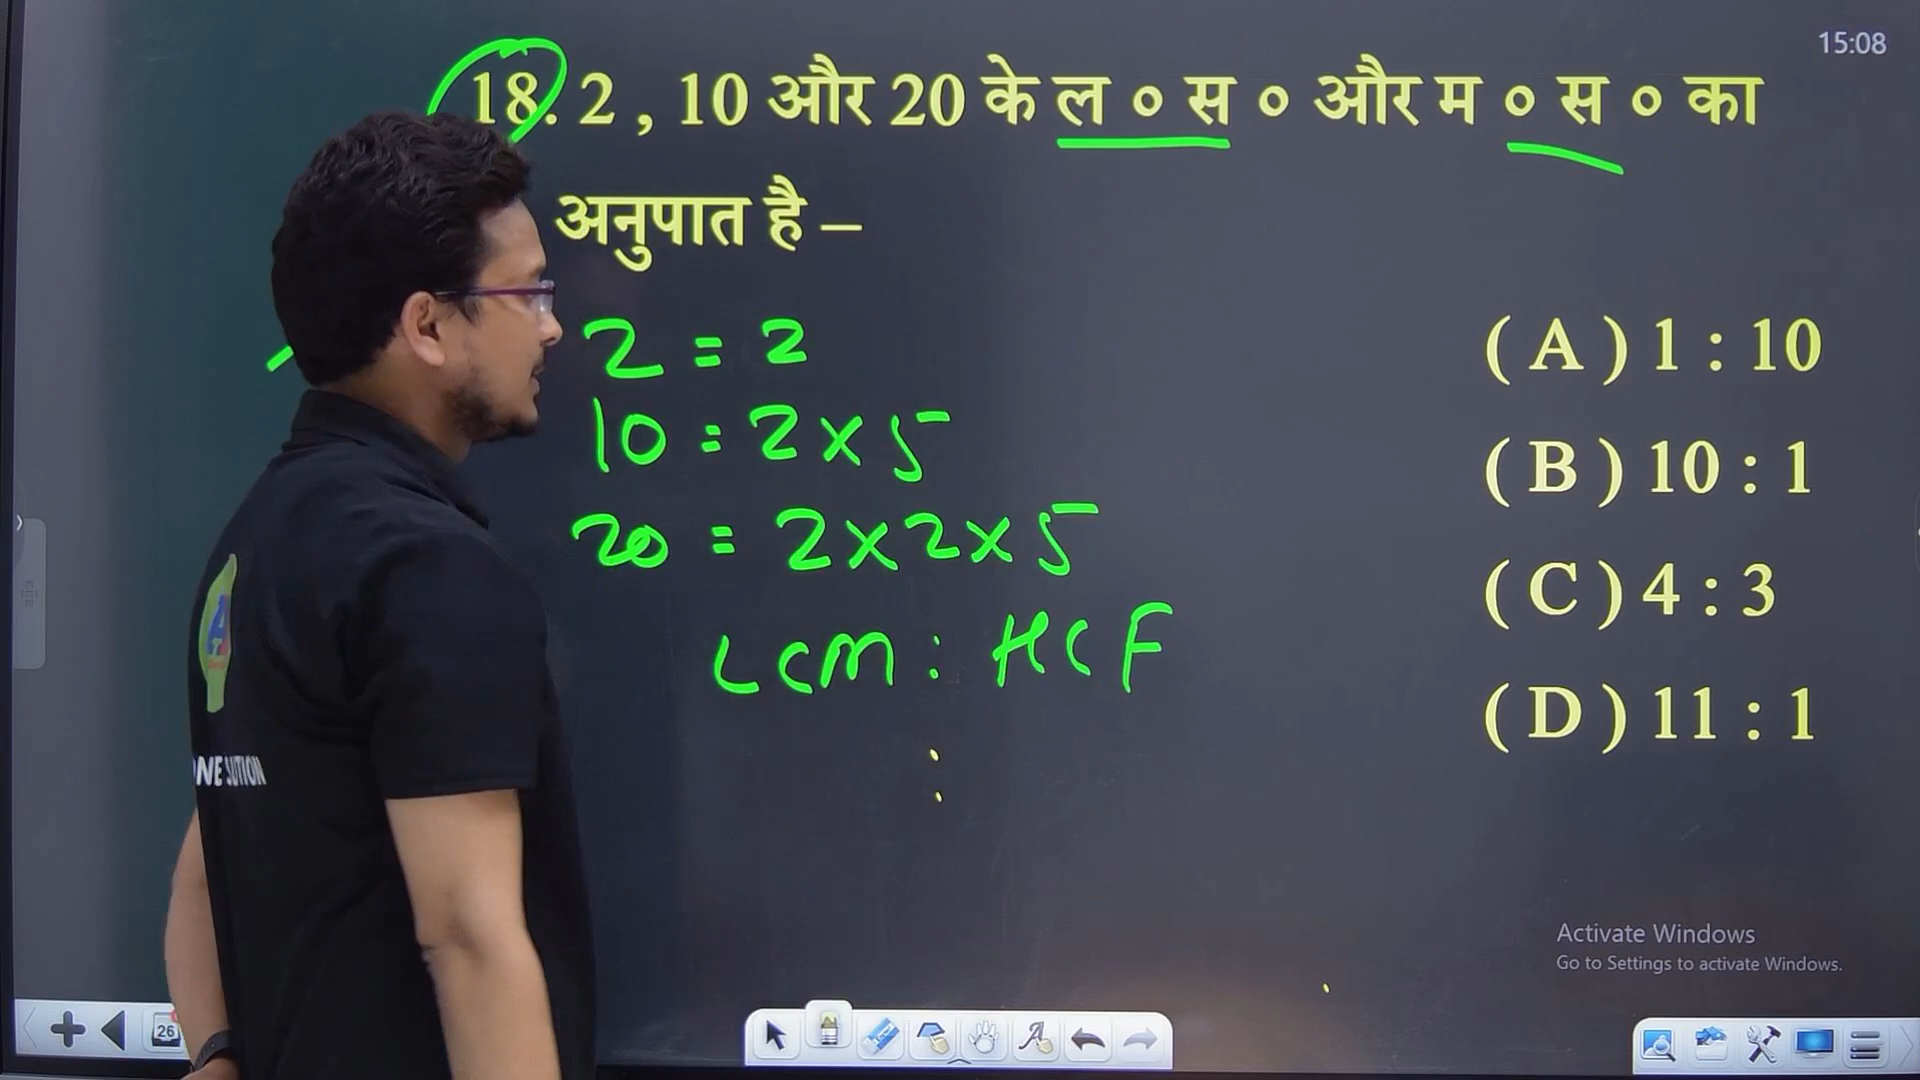 15:08
18. 2 , 10 और 20 के ल ० स ० और म ० स ० का
अनुपात है –
2 = 2
10 = 2 × 5
20 = 2 × 2 × 5
LCM : HCF
:
( A ) 1 : 10
( B ) 10 : 1
( C ) 4 : 3
( D ) 11 : 1
A
Activate Windows
Go to Settings to activate Windows.
26